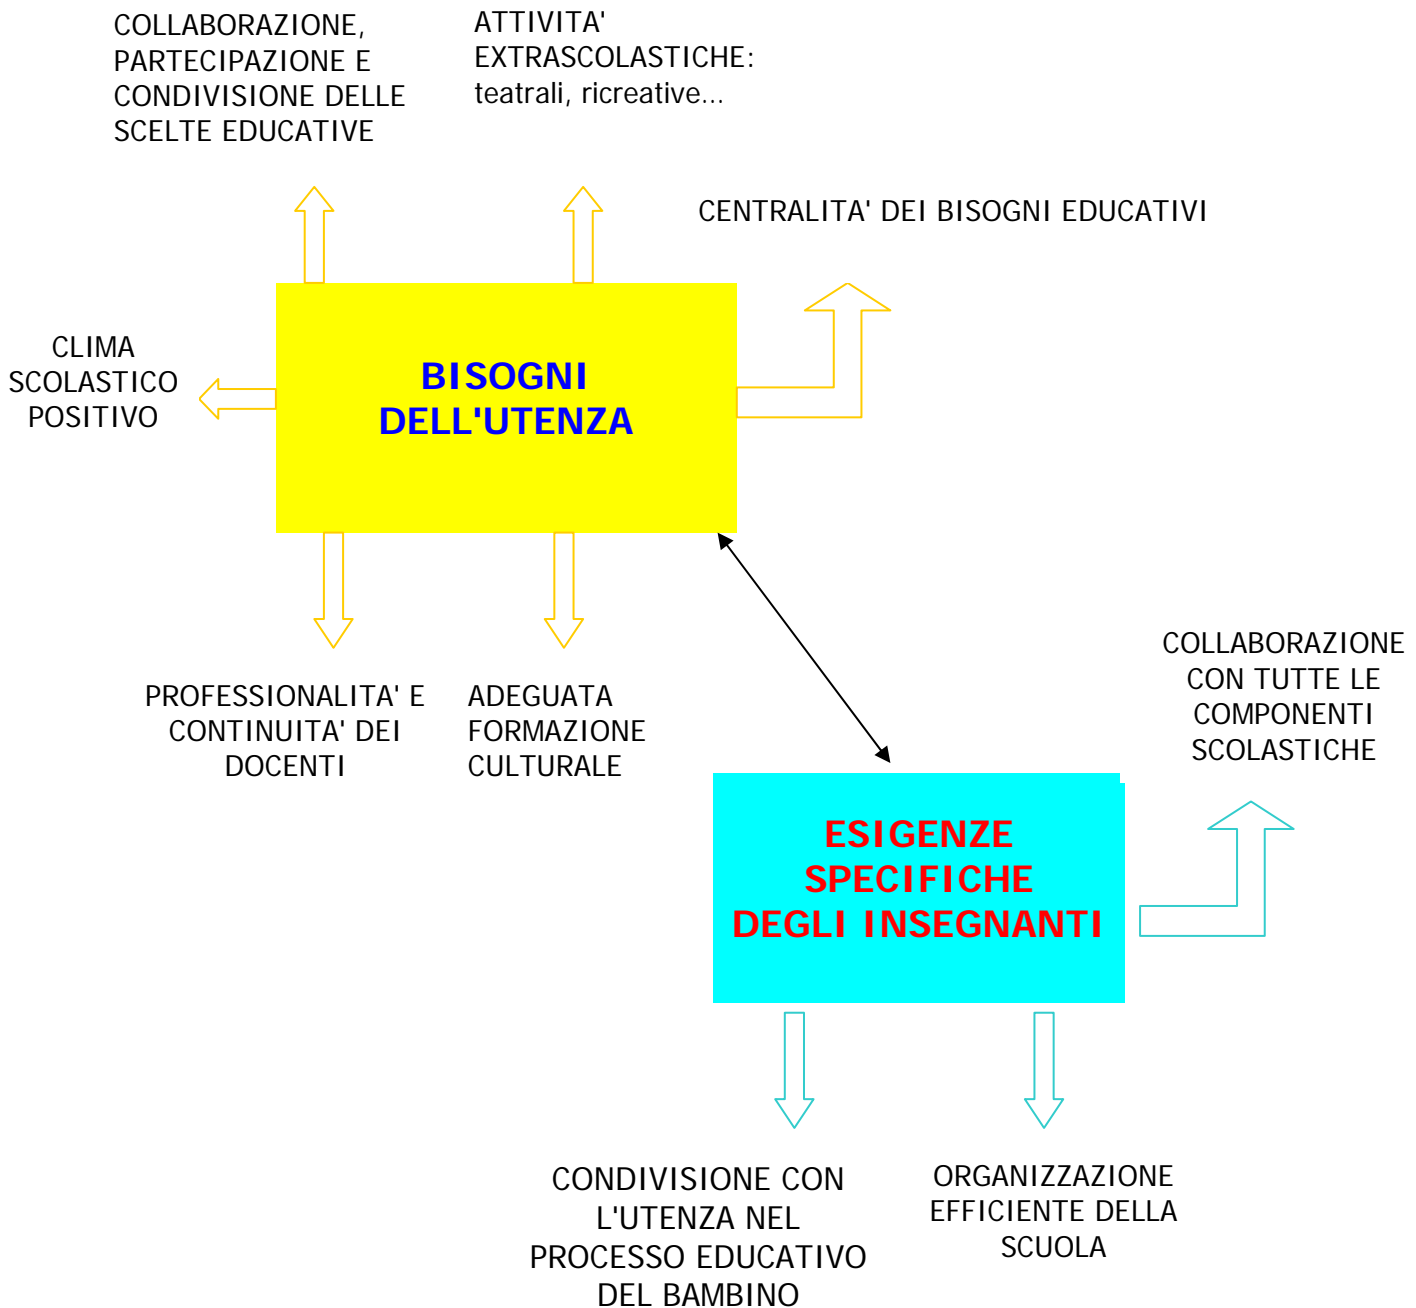 COLLABORAZIONE,
PARTECIPAZIONE E
CONDIVISIONE DELLE
SCELTE EDUCATIVE
ATTIVITA'
EXTRASCOLASTICHE:
teatrali, ricreative...
CENTRALITA' DEI BISOGNI EDUCATIVI
CLIMA
SCOLASTICO
POSITIVO
BISOGNI
DELL'UTENZA
PROFESSIONALITA' E
CONTINUITA' DEI
DOCENTI
ADEGUATA
FORMAZIONE
CULTURALE
COLLABORAZIONE
CON TUTTE LE
COMPONENTI
SCOLASTICHE
ESIGENZE
SPECIFICHE
DEGLI INSEGNANTI
CONDIVISIONE CON
L'UTENZA NEL
PROCESSO EDUCATIVO
DEL BAMBINO
ORGANIZZAZIONE
EFFICIENTE DELLA
SCUOLA